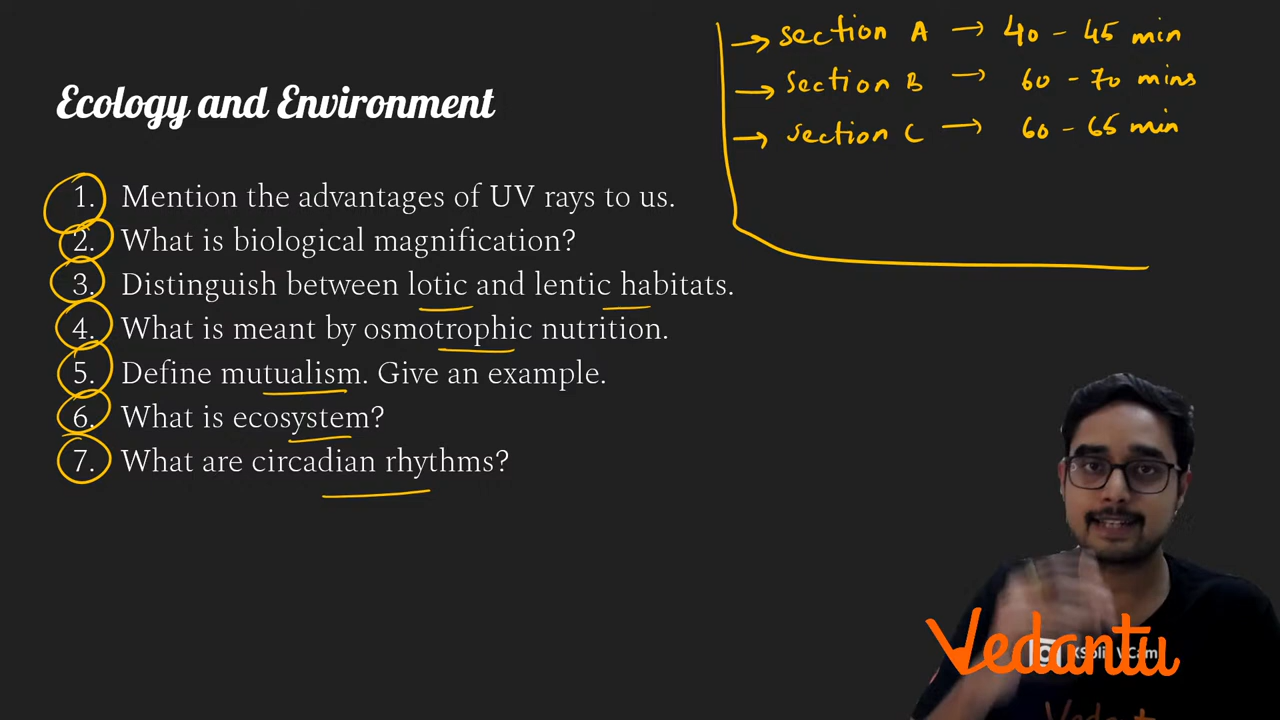 → section A → 40 - 45 min
→ section B → 60 - 70 mins
→ section C → 60 - 65 min
Ecology and Environment
1. Mention the advantages of UV rays to us.
2. What is biological magnification?
3. Distinguish between lotic and lentic habitats.
4. What is meant by osmotrophic nutrition.
5. Define mutualism. Give an example.
6. What is ecosystem?
7. What are circadian rhythms?
Vedantu
XSplit VCam